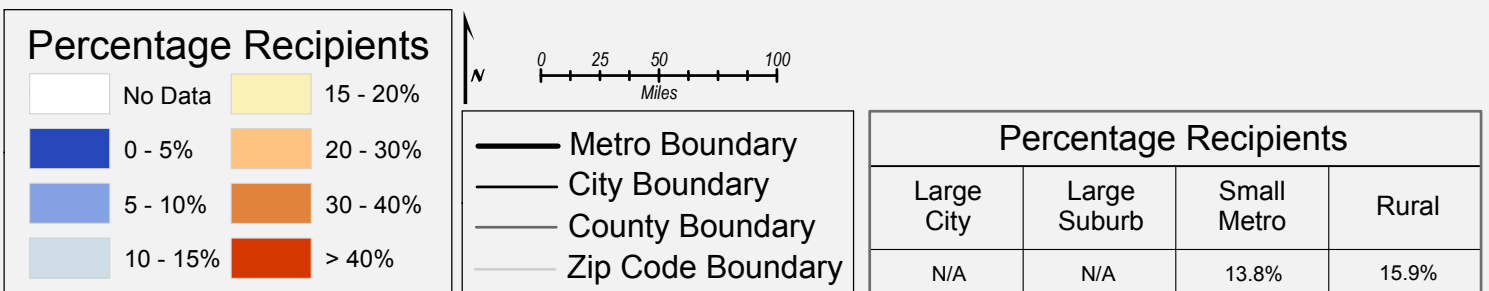 Percentage Recipients
No Data
15 - 20%
0 - 5%
20 - 30%
5 - 10%
30 - 40%
10 - 15%
> 40%
N
0 25 50 100
Miles
Metro Boundary
City Boundary
County Boundary
Zip Code Boundary
Percentage Recipients
Large City
Large Suburb
Small Metro
Rural
N/A
N/A
13.8%
15.9%